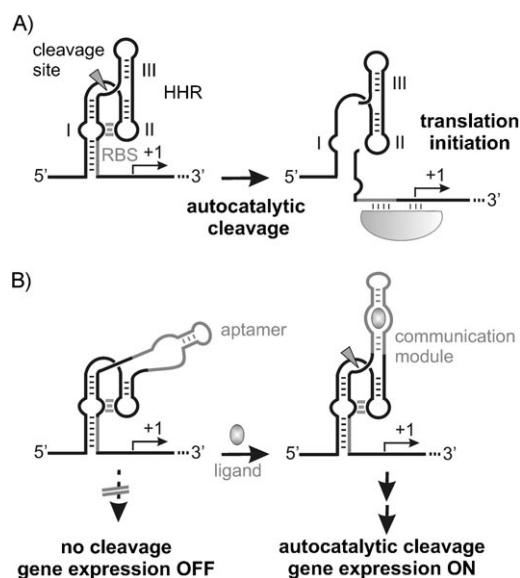 A)
cleavage
site
III
HHR
I
II
RBS
+1
5’
3’
autocatalytic
cleavage
III
I
II
translation
initiation
+1
5’
3’
B)
aptamer
communication
module
+1
5’
3’
ligand
+1
5’
3’
no cleavage
gene expression OFF
autocatalytic cleavage
gene expression ON